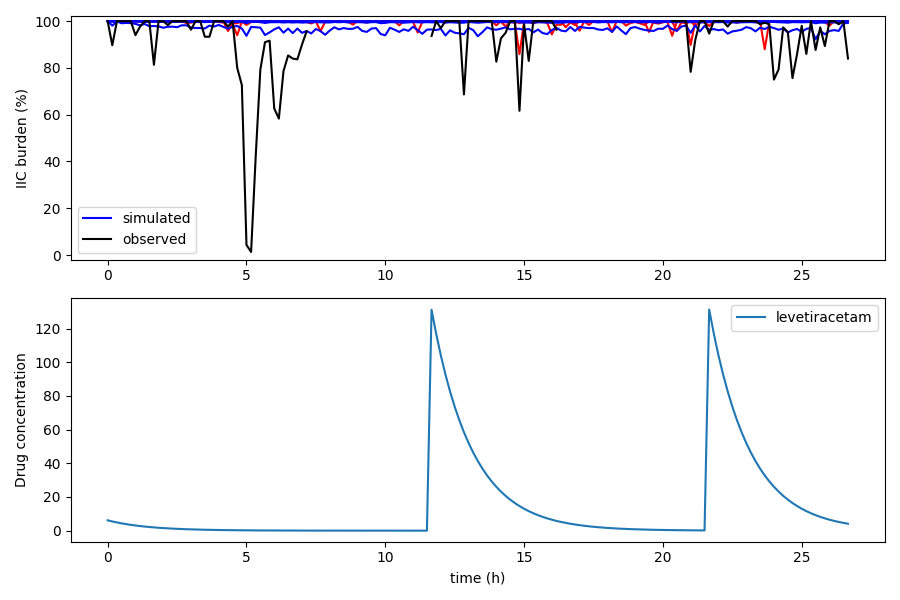 100
80
60
40
20
0
IIC burden (%)
simulated
observed
0 5 10 15 20 25
120
100
80
60
40
20
0
Drug concentration
levetiracetam
0 5 10 15 20 25
time (h)